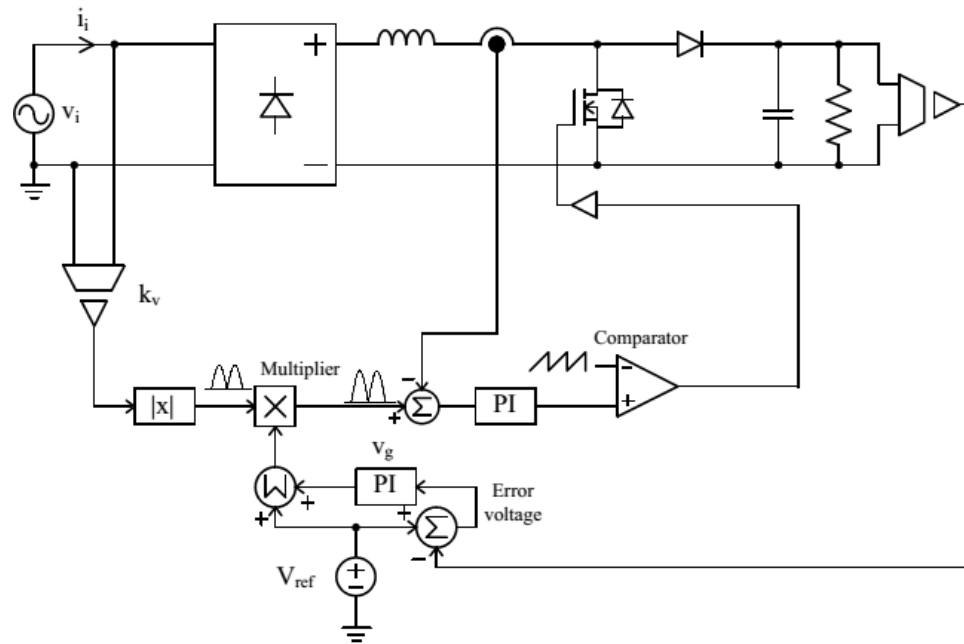 i_i
+
v_i
−
k_v
Comparator
Multiplier
−
−
|x|
×
+
Σ
PI
+
v_g
Σ
+
PI
+
Error
voltage
+
Σ
−
V_ref
+
−